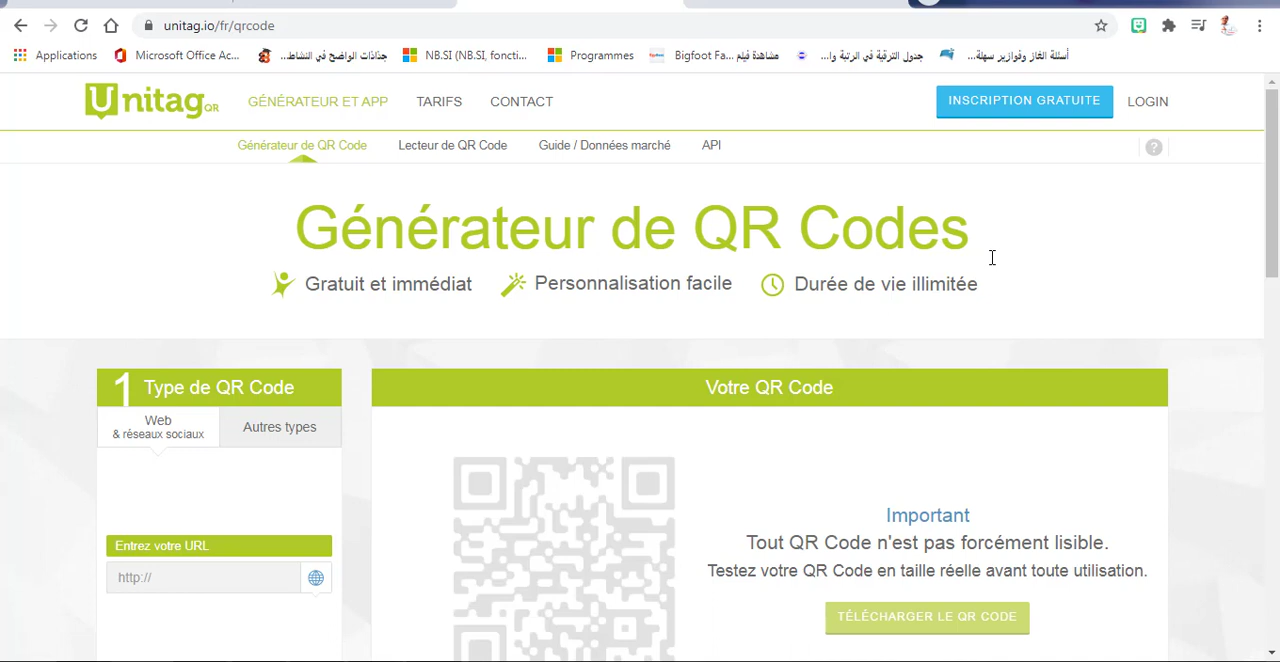 unitag.io/fr/qrcode
Applications
Microsoft Office Ac...
جذاذات الواضح في النشاط...
NB.SI (NB.SI, foncti...
Programmes
Bigfoot Fa... مشاهدة فيلم
جدول الترقية في الرتبة وا...
أسئلة الغاز وفوازير سهلة...
Unitag QR
GÉNÉRATEUR ET APP
TARIFS
CONTACT
INSCRIPTION GRATUITE
LOGIN
Générateur de QR Code
Lecteur de QR Code
Guide / Données marché
API
?
Générateur de QR Codes
Gratuit et immédiat
Personnalisation facile
Durée de vie illimitée
1 Type de QR Code
Web
& réseaux sociaux
Autres types
Entrez votre URL
http://
Votre QR Code
Important
Tout QR Code n'est pas forcément lisible.
Testez votre QR Code en taille réelle avant toute utilisation.
TÉLÉCHARGER LE QR CODE